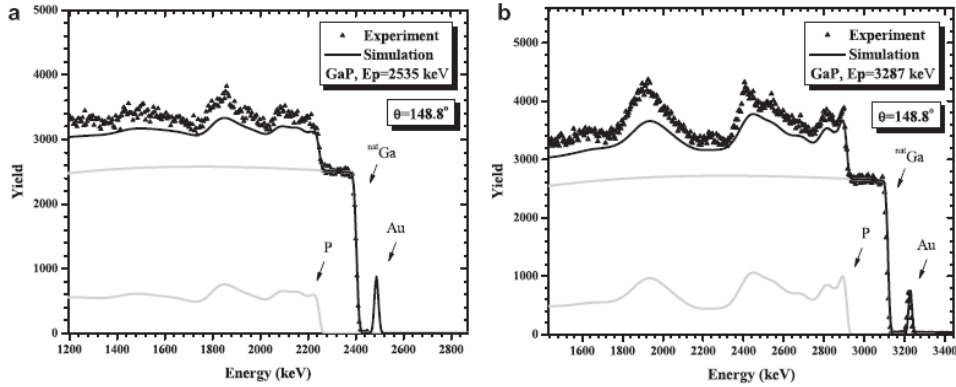 a
5000
4000
3000
2000
1000
0
Yield
1200 1400 1600 1800 2000 2200 2400 2600 2800
Energy (keV)
Experiment
Simulation
GaP, Ep=2535 keV
θ=148.8°
natGa
Au
P
b
5000
4000
3000
2000
1000
0
Yield
1600 1800 2000 2200 2400 2600 2800 3000 3200 3400
Energy (keV)
Experiment
Simulation
GaP, Ep=3287 keV
θ=148.8°
natGa
P
Au